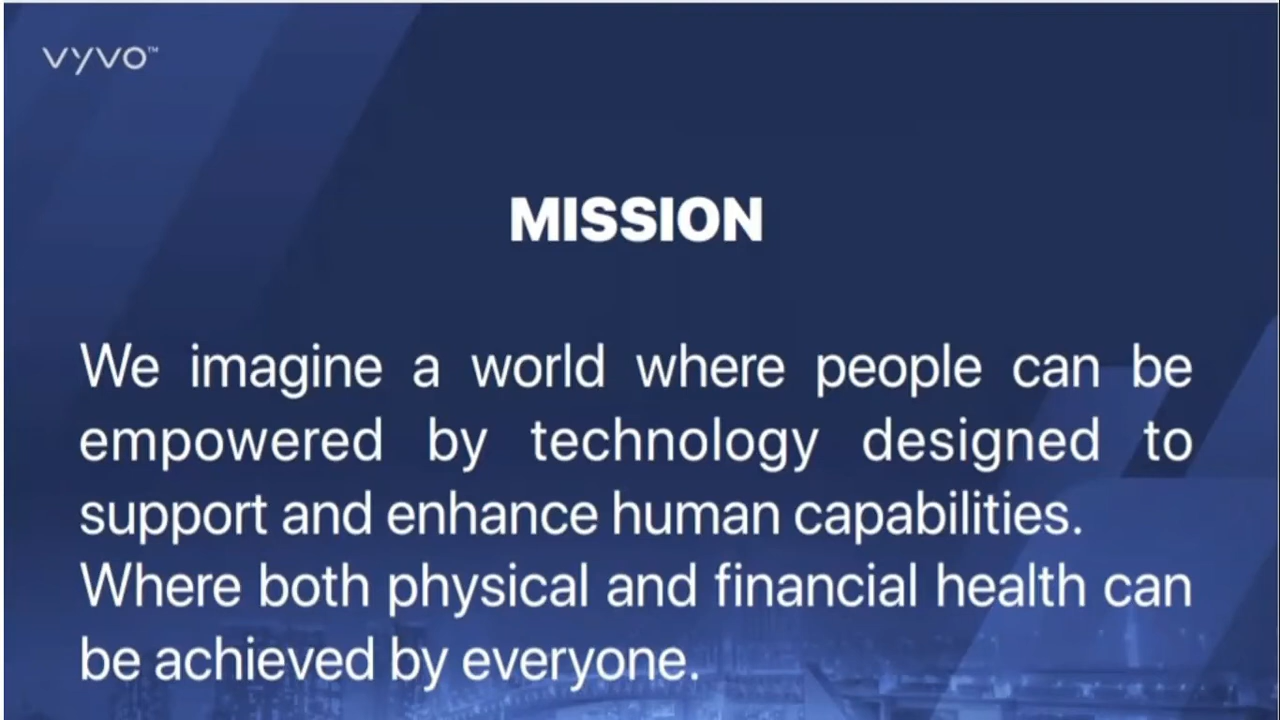 VYVO™
MISSION
We imagine a world where people can be
empowered by technology designed to
support and enhance human capabilities.
Where both physical and financial health can
be achieved by everyone.